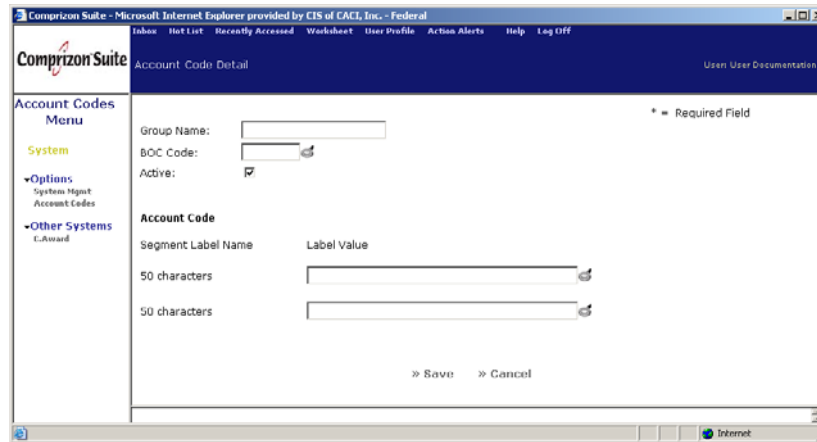 Comprizon Suite - Microsoft Internet Explorer provided by CIS of CACI, Inc. - Federal
Inbox Hot List Recently Accessed Worksheet User Profile Action Alerts Help Log Off
Comprizon Suite
Account Code Detail
User: User Documentation
Account Codes
Menu
System
Options
System Mgmt
Account Codes
Other Systems
C.Award
* = Required Field
Group Name:
BOC Code:
Active:
Account Code
Segment Label Name Label Value
50 characters
50 characters
» Save » Cancel
Internet